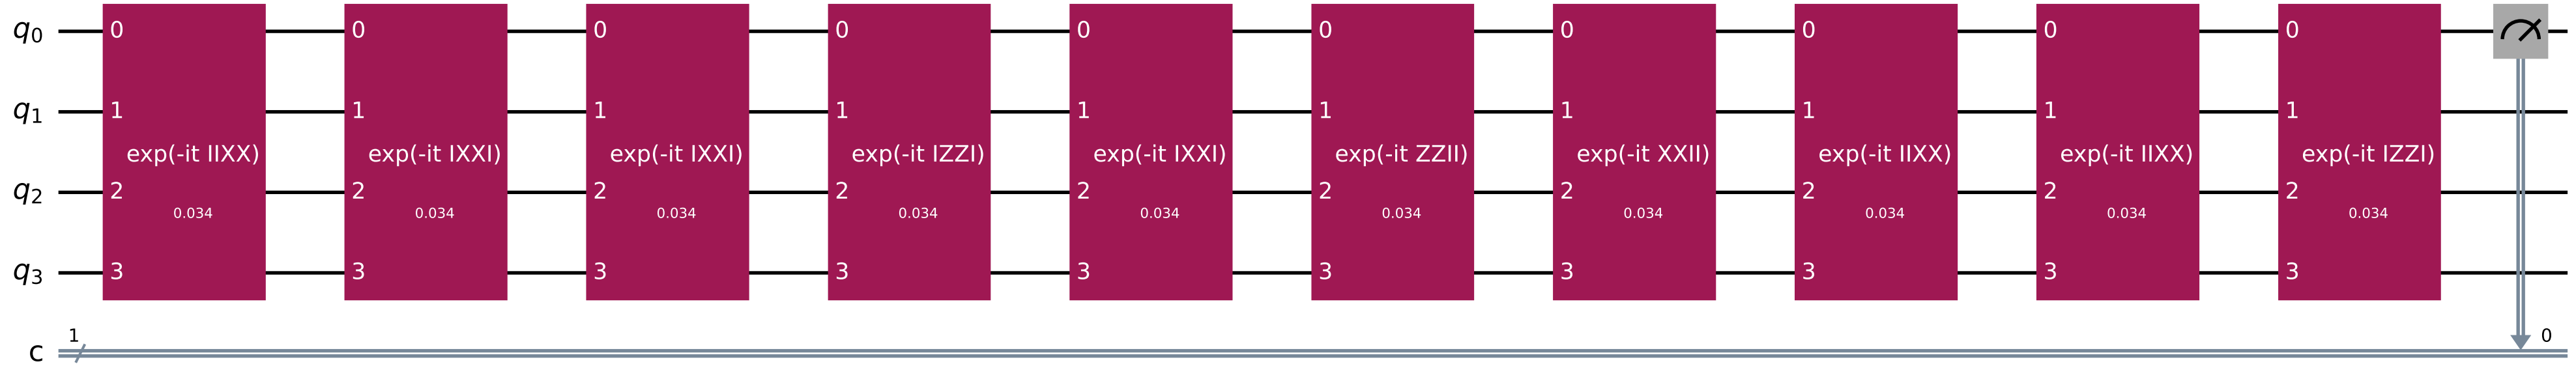 q0 0 0 0 0 0 0 0 0 0 0
q1 1 1 1 1 1 1 1 1 1 1
exp(-it IIXX) exp(-it IXXI) exp(-it IXXI) exp(-it IZZI) exp(-it IXXI) exp(-it ZZII) exp(-it XXII) exp(-it IIXX) exp(-it IIXX) exp(-it IZZI)
q2 2 2 2 2 2 2 2 2 2 2
0.034 0.034 0.034 0.034 0.034 0.034 0.034 0.034 0.034 0.034
q3 3 3 3 3 3 3 3 3 3 3
1 0
c